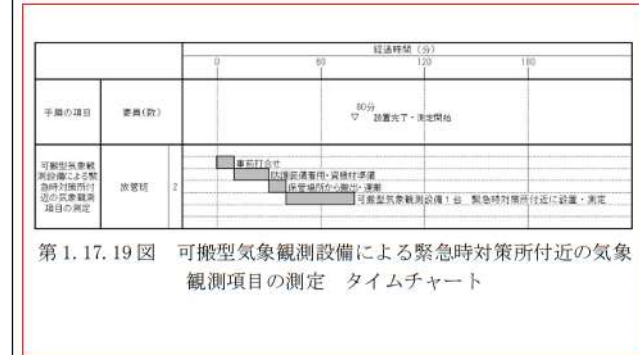 経過時間（分）
0 60 120 180
手順の項目 要員(数)
80分
▽ 設置完了・測定開始
可搬型気象観
測設備による緊
急時対策所付
近の気象観測
項目の測定
放管班 2
事前打合せ
防護装備着用・資機材準備
保管場所から搬出・運搬
可搬型気象観測設備１台　緊急時対策所付近に設置・測定
第 1.17.19 図　可搬型気象観測設備による緊急時対策所付近の気象
観測項目の測定　タイムチャート